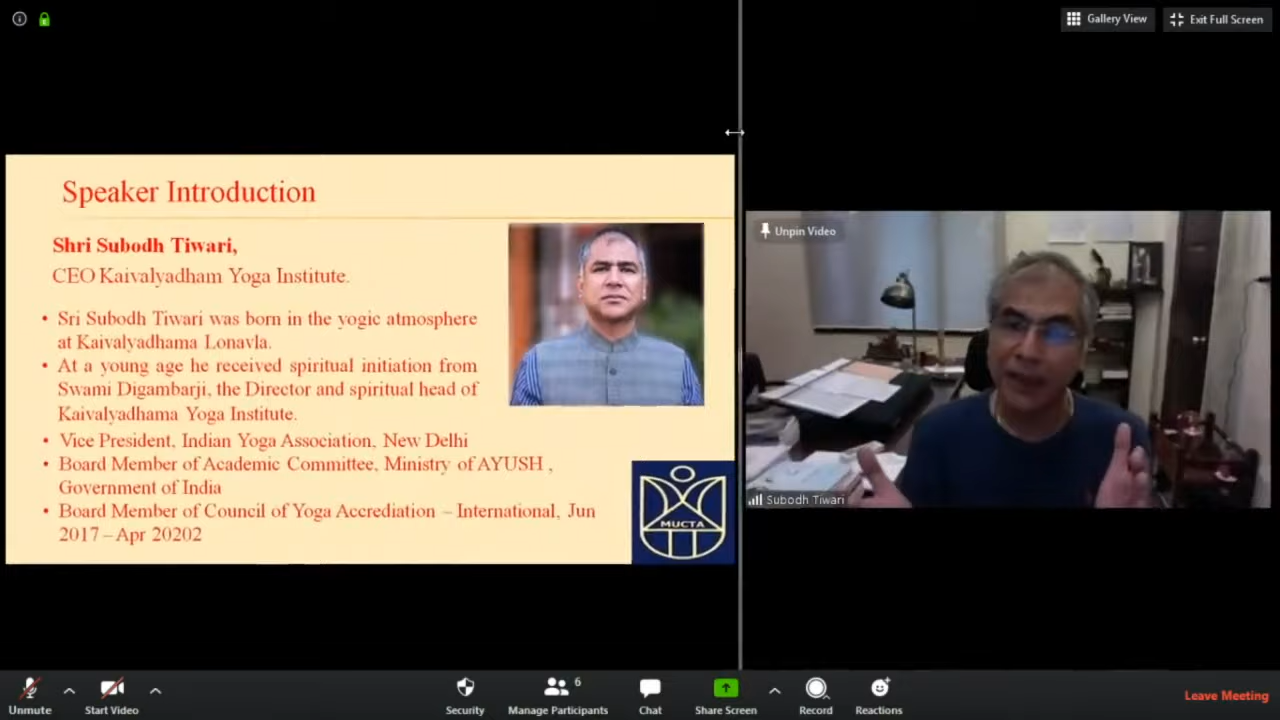 Gallery View
Exit Full Screen
Speaker Introduction
Shri Subodh Tiwari,
CEO Kaivalyadham Yoga Institute.
• Sri Subodh Tiwari was born in the yogic atmosphere
at Kaivalyadhama Lonavla.
• At a young age he received spiritual initiation from
Swami Digambarji, the Director and spiritual head of
Kaivalyadhama Yoga Institute.
• Vice President, Indian Yoga Association, New Delhi
• Board Member of Academic Committee, Ministry of AYUSH ,
Government of India
• Board Member of Council of Yoga Accrediation – International, Jun
2017 – Apr 20202
MUCTA
Unpin Video
Subodh Tiwari
Unmute
Start Video
Security
Manage Participants
6
Chat
Share Screen
Record
Reactions
Leave Meeting